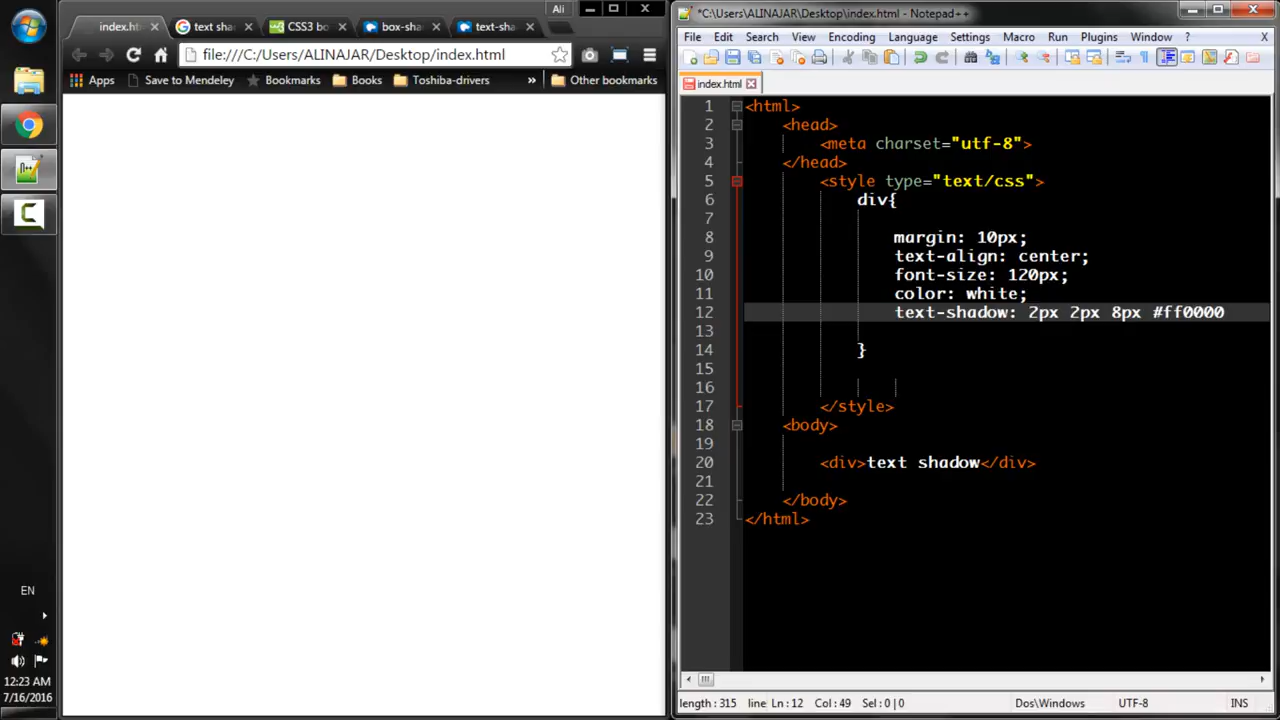 index.ht
text sha
CSS3 bo
box-sha
text-sha
Ali
file:///C:/Users/ALINAJAR/Desktop/index.html
Apps
Save to Mendeley
Bookmarks
Books
Toshiba-drivers
»
Other bookmarks
*C:\Users\ALINAJAR\Desktop\index.html - Notepad++
File Edit Search View Encoding Language Settings Macro Run Plugins Window ? X
index.html
1 <html>
2 <head>
3 <meta charset="utf-8">
4 </head>
5 <style type="text/css">
6 div{
7
8 margin: 10px;
9 text-align: center;
10 font-size: 120px;
11 color: white;
12 text-shadow: 2px 2px 8px #ff0000
13
14 }
15
16
17 </style>
18 <body>
19
20 <div>text shadow</div>
21
22 </body>
23 </html>
EN
12:23 AM
7/16/2016
length : 315 line Ln : 12 Col : 49 Sel : 0 | 0 Dos\Windows UTF-8 INS